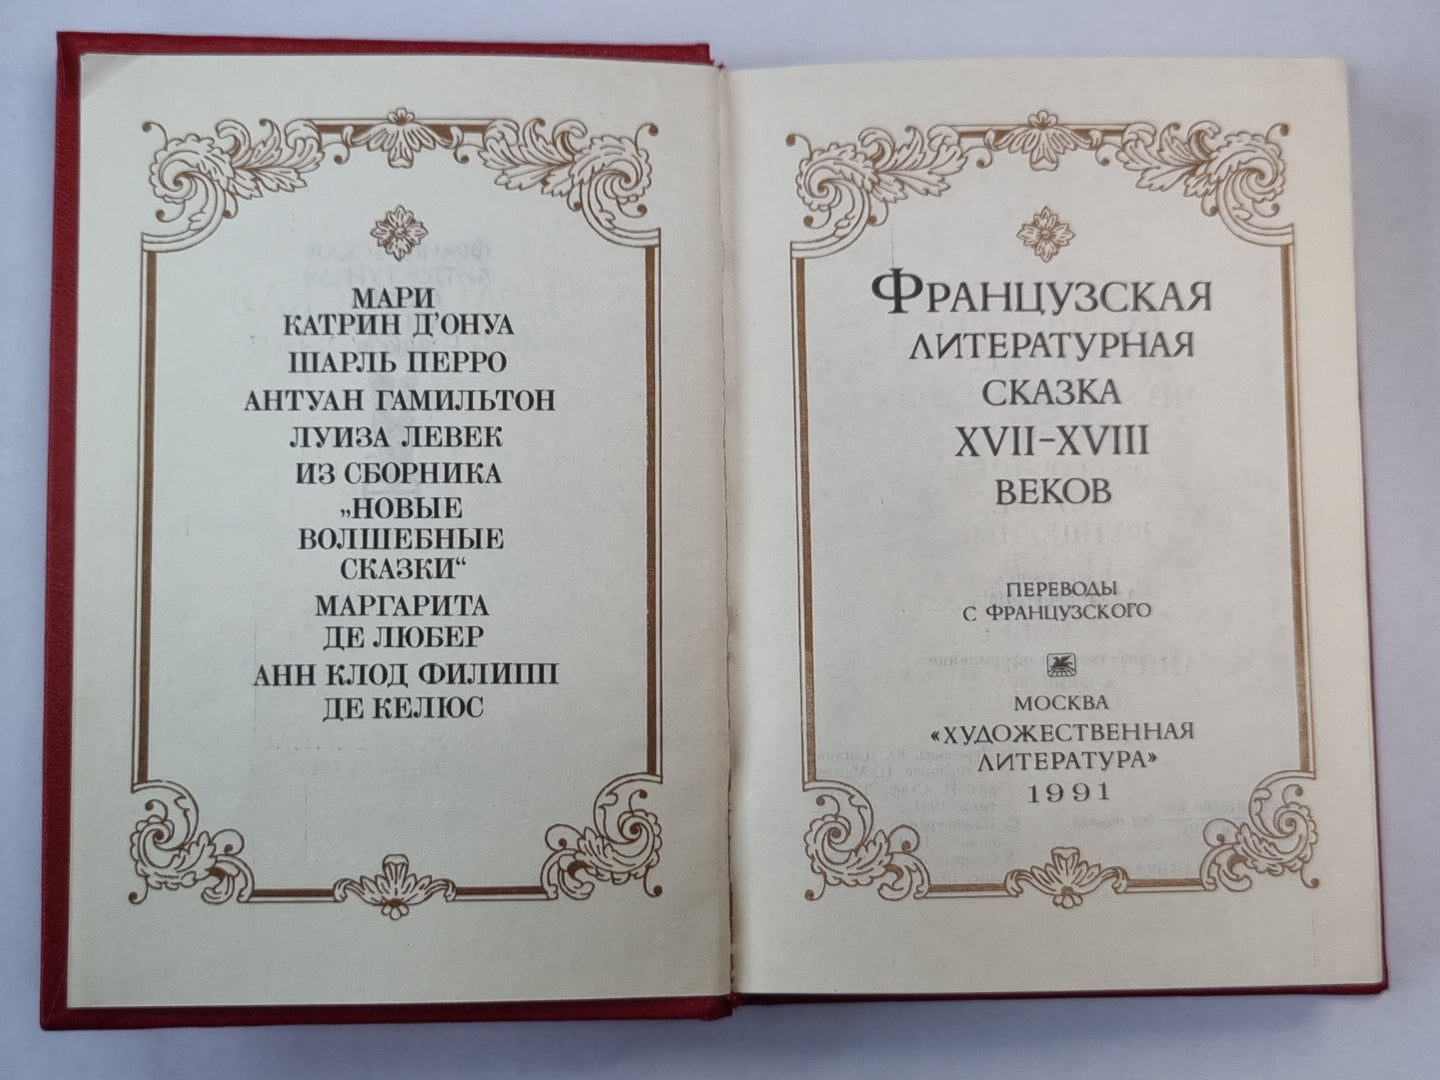 МАРИ
КАТРИН Д'ОНУА
ШАРЛЬ ПЕРРО
АНТУАН ГАМИЛЬТОН
ЛУИЗА ЛЕВЕК
ИЗ СБОРНИКА
„НОВЫЕ
ВОЛШЕБНЫЕ
СКАЗКИ“
МАРГАРИТА
ДЕ ЛЮБЕР
АНН КЛОД ФИЛИПП
ДЕ КЕЛЮС
ФРАНЦУЗСКАЯ
ЛИТЕРАТУРНАЯ
СКАЗКА
XVII-XVIII
ВЕКОВ
ПЕРЕВОДЫ
С ФРАНЦУЗСКОГО
МОСКВА
«ХУДОЖЕСТВЕННАЯ
ЛИТЕРАТУРА»
1991